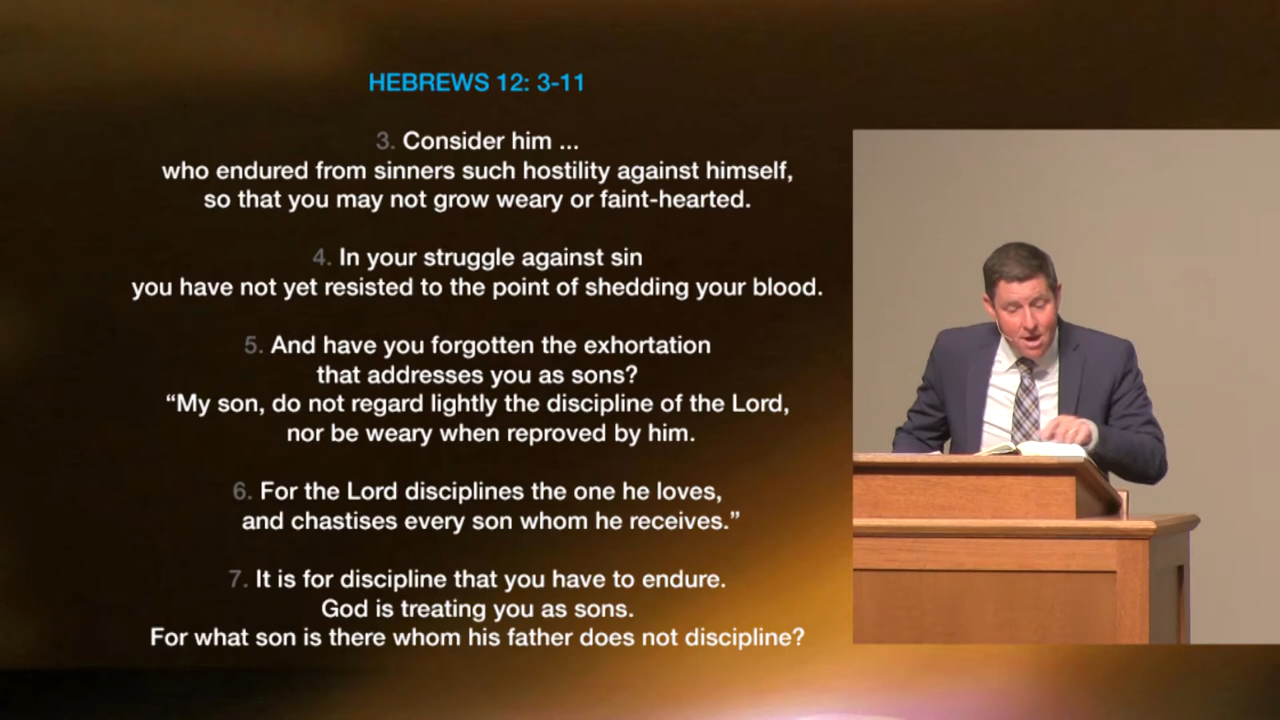 HEBREWS 12: 3-11
3. Consider him ...
who endured from sinners such hostility against himself,
so that you may not grow weary or faint-hearted.
4. In your struggle against sin
you have not yet resisted to the point of shedding your blood.
5. And have you forgotten the exhortation
that addresses you as sons?
“My son, do not regard lightly the discipline of the Lord,
nor be weary when reproved by him.
6. For the Lord disciplines the one he loves,
and chastises every son whom he receives.”
7. It is for discipline that you have to endure.
God is treating you as sons.
For what son is there whom his father does not discipline?